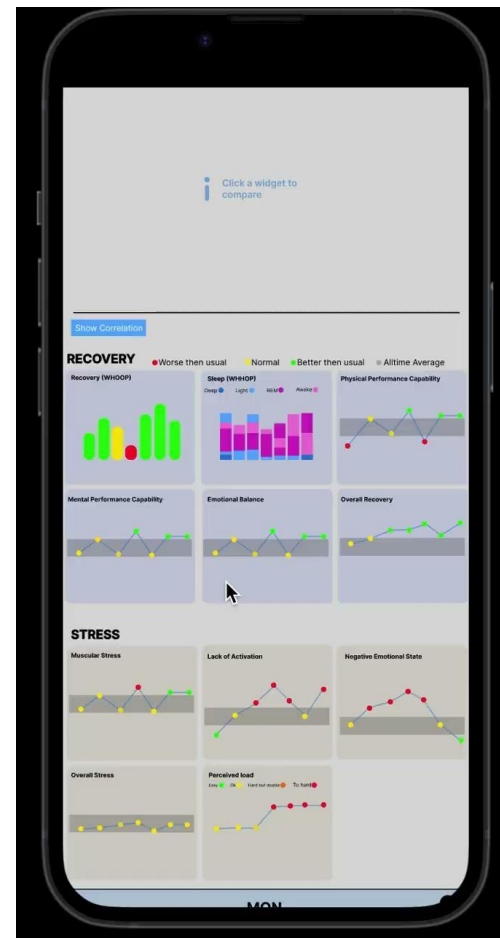 Click a widget to
compare
Show Correlation
RECOVERY
Worse then usual Normal Better then usual Alltime Average
Recovery (WHOOP)
Sleep (WHHOP)
Physical Performance Capability
Deep Light REM Awake
Mental Performance Capability
Emotional Balance
Overall Recovery
STRESS
Muscular Stress
Lack of Activation
Negative Emotional State
Overall Stress
Perceived load
Easy Ok Hard but doable To hard
MON